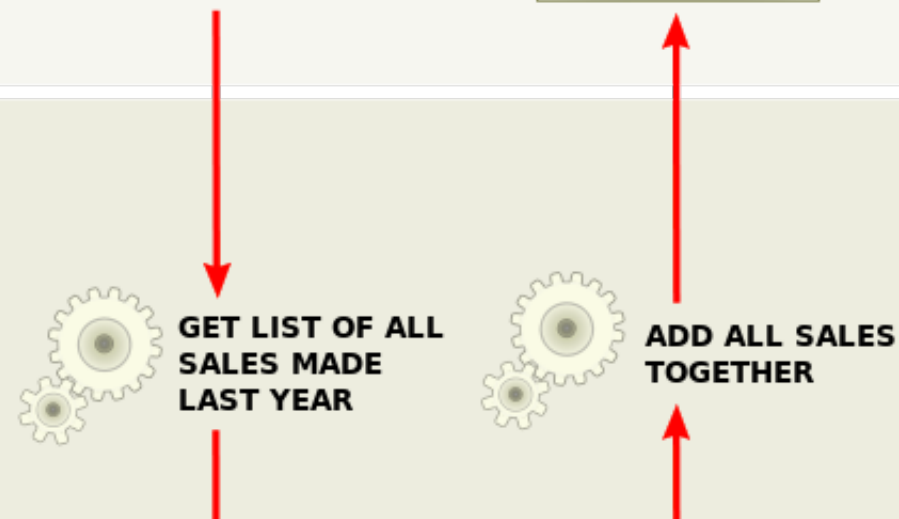 GET LIST OF ALL
SALES MADE
LAST YEAR
ADD ALL SALES
TOGETHER